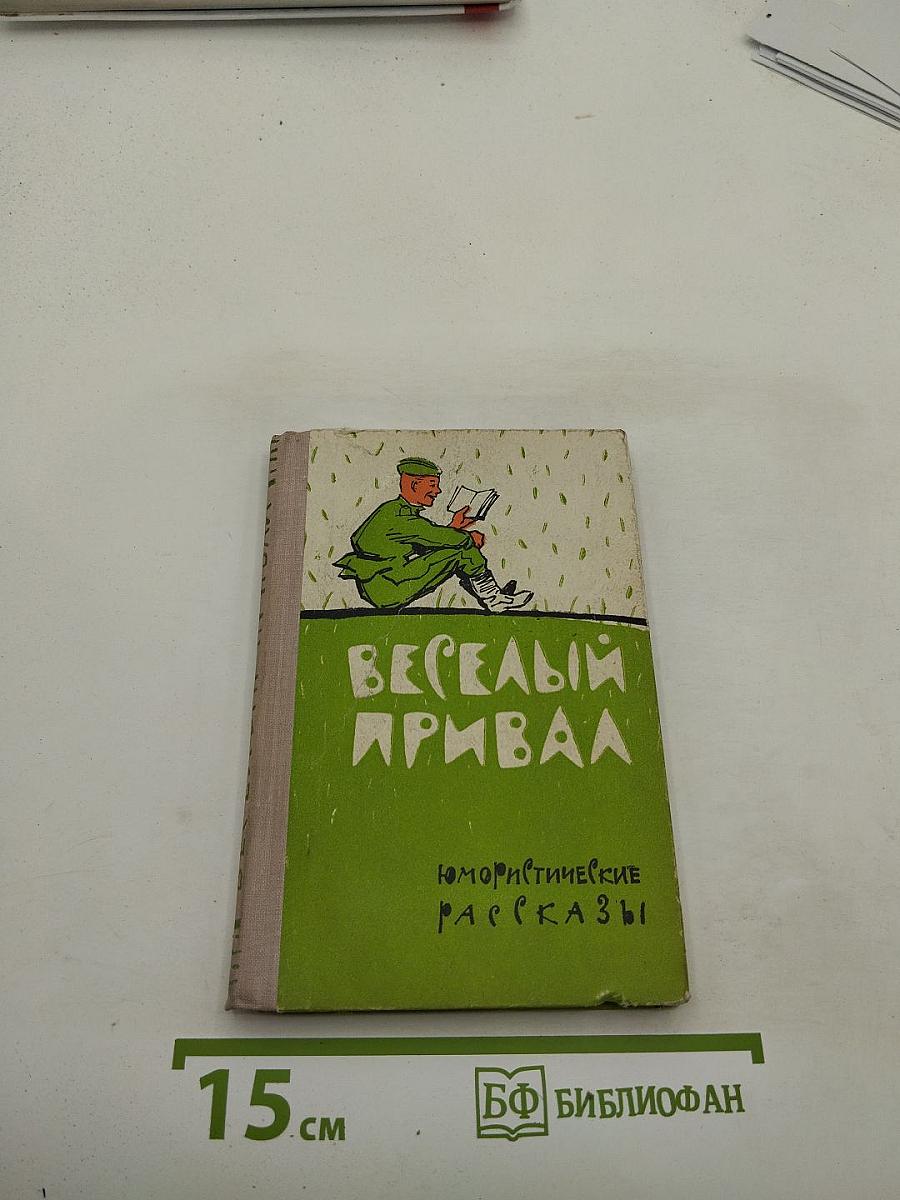 ВЕСЕЛЫЙ
ПРИВАЛ
ЮМОРИСТИЧЕСКИЕ
РАССКАЗЫ
15 см
БФ БИБЛИОФАН